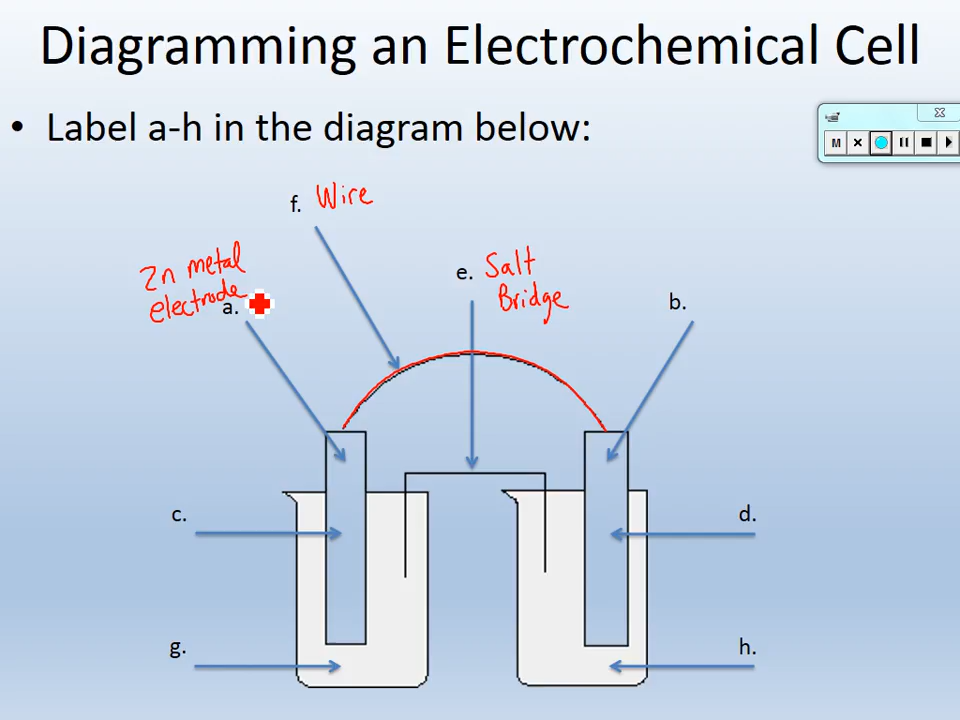 Diagramming an Electrochemical Cell
• Label a-h in the diagram below:
M
f. Wire
Zn metal
electrode
a.
e. Salt
Bridge
b.
c.
d.
g.
h.